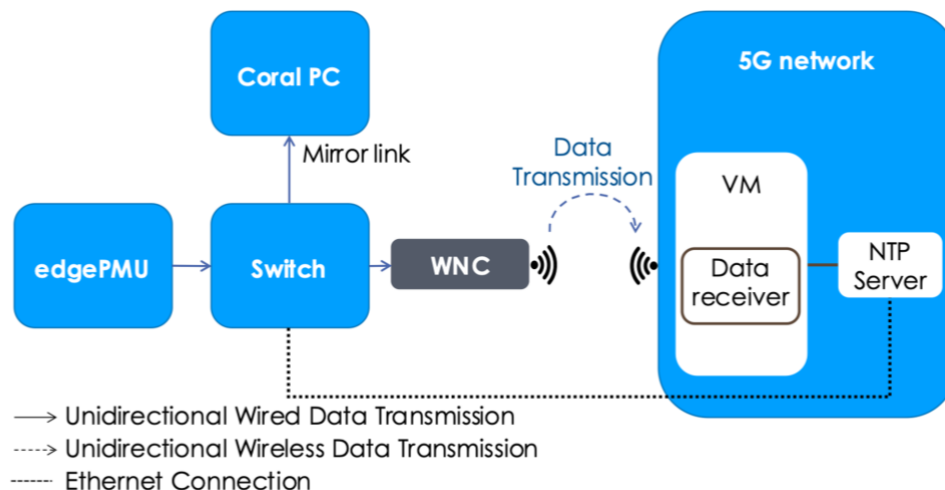 Coral PC
5G network
Mirror link
Data
Transmission
VM
edgePMU
Switch
WNC
Data
receiver
NTP
Server
Unidirectional Wired Data Transmission
Unidirectional Wireless Data Transmission
Ethernet Connection